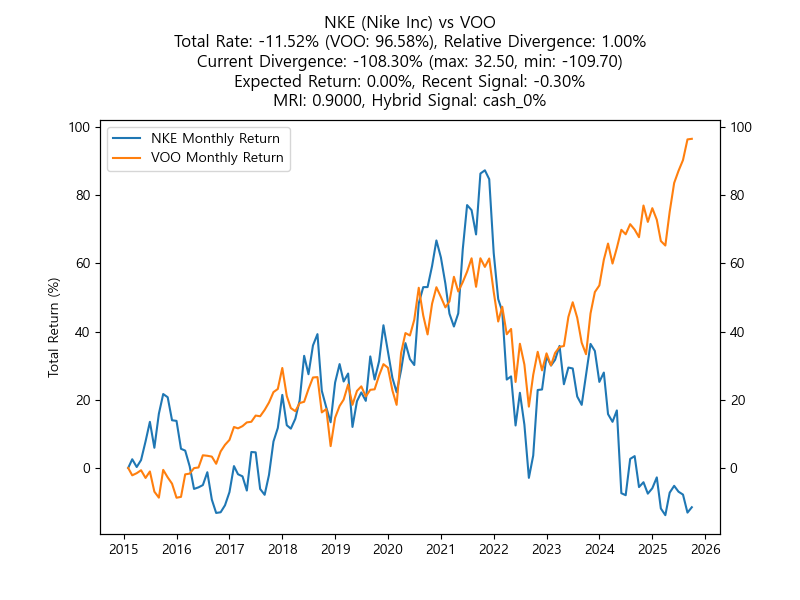 NKE (Nike Inc) vs VOO
Total Rate: -11.52% (VOO: 96.58%), Relative Divergence: 1.00%
Current Divergence: -108.30% (max: 32.50, min: -109.70)
Expected Return: 0.00%, Recent Signal: -0.30%
MRI: 0.9000, Hybrid Signal: cash_0%
NKE Monthly Return
VOO Monthly Return
Total Return (%)
100
80
60
40
20
0
100
80
60
40
20
0
2015 2016 2017 2018 2019 2020 2021 2022 2023 2024 2025 2026